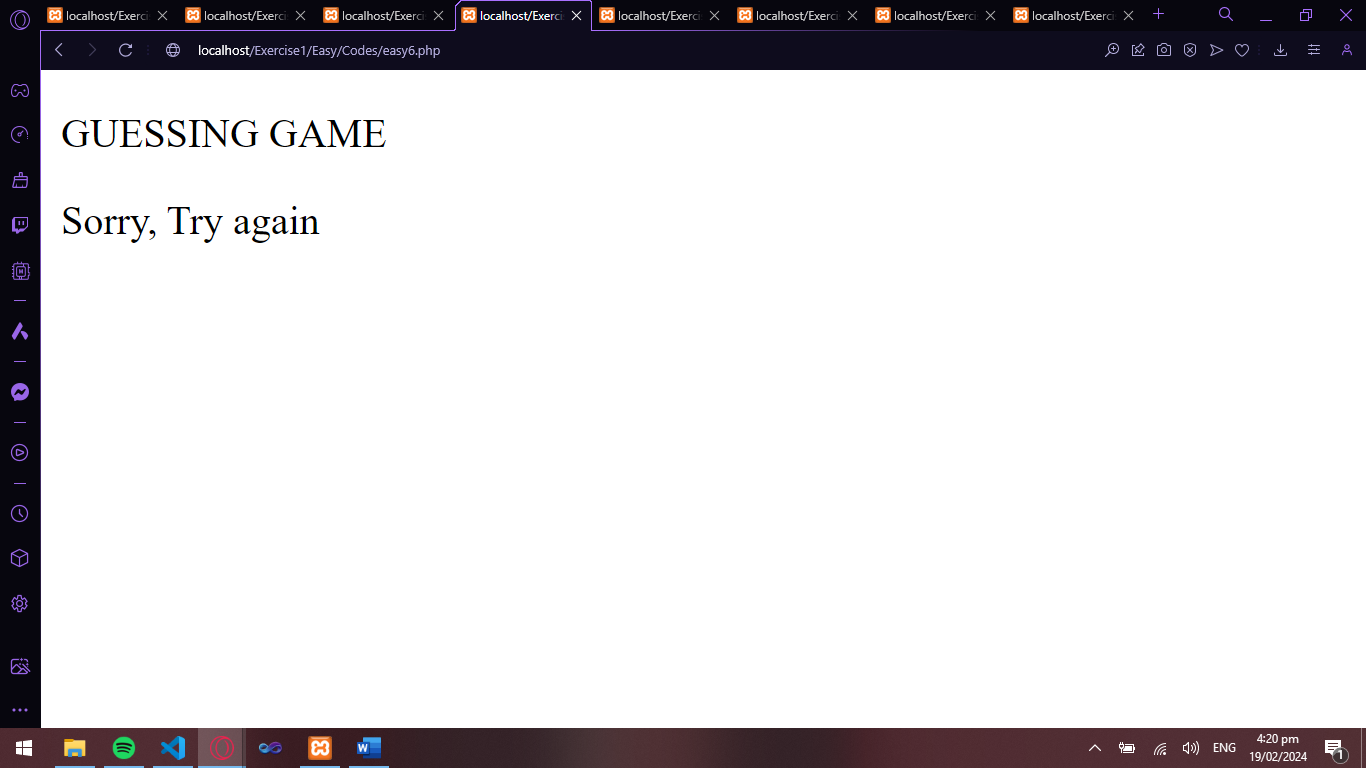 localhost/Exerci
localhost/Exerci
localhost/Exerci
localhost/Exerci
localhost/Exerci
localhost/Exerci
localhost/Exerci
localhost/Exerci
localhost/Exercise1/Easy/Codes/easy6.php
GUESSING GAME
Sorry, Try again
ENG
4:20 pm
19/02/2024
1